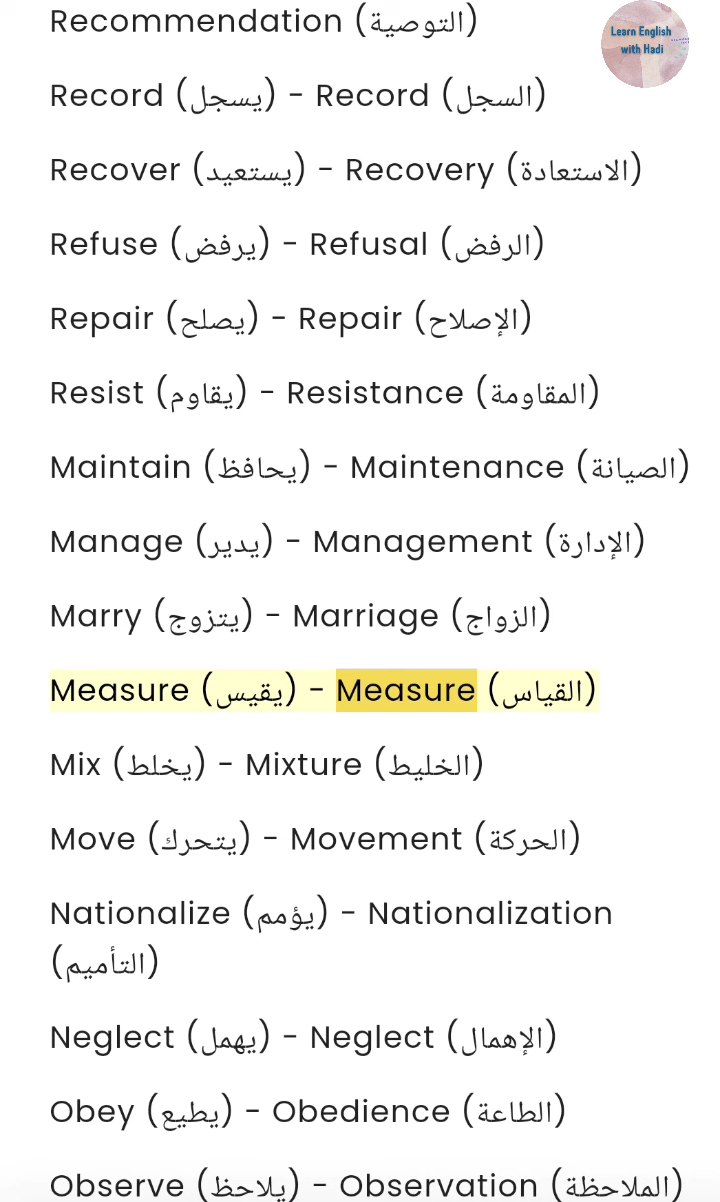 Recommendation (التوصية)
Learn English
with Hadi
Record (يسجل) - Record (السجل)
Recover (يستعيد) - Recovery (الاستعادة)
Refuse (يرفض) - Refusal (الرفض)
Repair (يصلح) - Repair (الإصلاح)
Resist (يقاوم) - Resistance (المقاومة)
Maintain (يحافظ) - Maintenance (الصيانة)
Manage (يدير) - Management (الإدارة)
Marry (يتزوج) - Marriage (الزواج)
Measure (يقيس) - Measure (القياس)
Mix (يخلط) - Mixture (الخليط)
Move (يتحرك) - Movement (الحركة)
Nationalize (يؤمم) - Nationalization
(التأميم)
Neglect (يهمل) - Neglect (الإهمال)
Obey (يطيع) - Obedience (الطاعة)
Observe (يلاحظ) - Observation (الملاحظة)